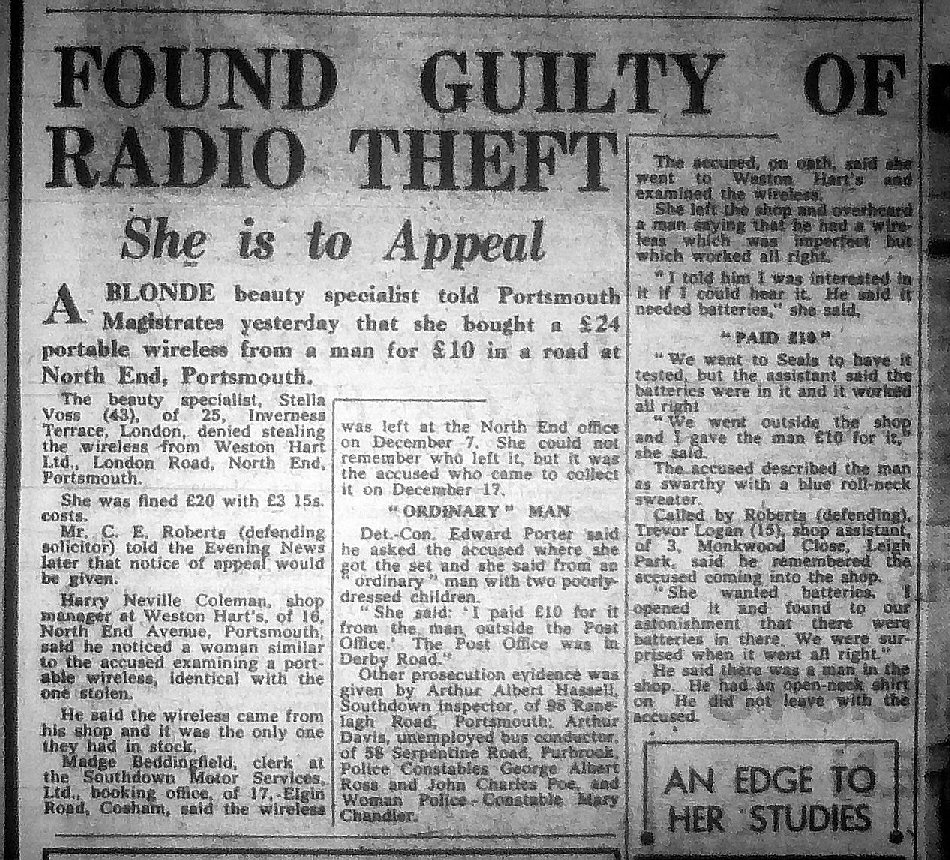 FOUND GUILTY OF
RADIO THEFT
She is to Appeal
A BLONDE beauty specialist told Portsmouth
Magistrates yesterday that she bought a £24
portable wireless from a man for £10 in a road at
North End, Portsmouth.
The beauty specialist, Stella
Voss (43), of 25, Inverness
Terrace, London, denied stealing
the wireless from Weston Hart
Ltd., London Road, North End,
Portsmouth.
She was fined £20 with £3 15s.
costs.
Mr. C. E. Roberts (defending
solicitor) told the Evening News
later that notice of appeal would
be given.
Harry Neville Coleman, shop
manager at Weston Hart's, of 16,
North End Avenue, Portsmouth,
said he noticed a woman similar
to the accused examining a port-
able wireless, identical with the
one stolen.
He said the wireless came from
his shop and it was the only one
they had in stock.
Madge Beddingfield, clerk at
the Southdown Motor Services,
Ltd., booking office, of 17, Elgin
Road, Cosham, said the wireless
was left at the North End office
on December 7. She could not
remember who left it, but it was
the accused who came to collect
it on December 17.
"ORDINARY" MAN
Det.-Con. Edward Porter said
he asked the accused where she
got the set and she said from an
"ordinary" man with two poorly-
dressed children.
"She said: 'I paid £10 for it
from the man outside the Post
Office.' The Post Office was in
Derby Road."
Other prosecution evidence was
given by Arthur Albert Hassell,
Southdown inspector, of 98 Rane-
lagh Road, Portsmouth; Arthur
Davis, unemployed bus conductor,
of 58 Serpentine Road, Purbrook,
Police Constables George Albert
Ross and John Charles Poe, and
Woman Police-Constable Mary
Chandler.
The accused, on oath, said she
went to Weston Hart's and
examined the wireless.
She left the shop and overheard
a man saying that he had a wire-
less which was imperfect but
which worked all right.
"I told him I was interested in
it if I could hear it. He said it
needed batteries," she said,
"PAID £10"
"We went to Seals to have it
tested, but the assistant said the
batteries were in it and it worked
all right
"We went outside the shop
and I gave the man £10 for it,"
she said.
The accused described the man
as swarthy with a blue roll-neck
sweater.
Called by Roberts (defending),
Trevor Logan (15), shop assistant,
of 3, Monkwood Close, Leigh
Park, said he remembered the
accused coming into the shop.
"She wanted batteries. I
opened it and found to our
astonishment that there were
batteries in there. We were sur-
prised when it went all right."
He said there was a man in the
shop. He had an open-neck shirt
on He did not leave with the
accused.
AN EDGE TO
HER STUDIES